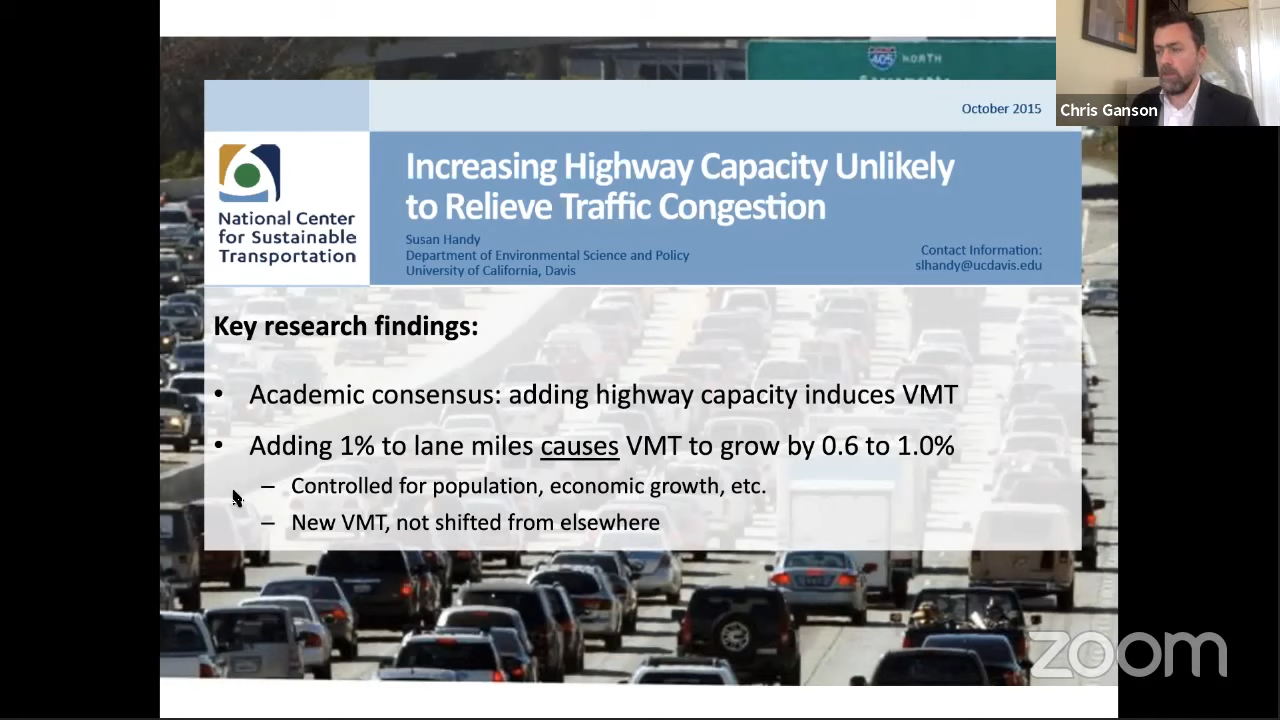 405 NORTH
Sacramento
October 2015
Chris Ganson
Increasing Highway Capacity Unlikely
to Relieve Traffic Congestion
National Center
for Sustainable
Transportation
Susan Handy
Department of Environmental Science and Policy
University of California, Davis
Contact Information:
slhandy@ucdavis.edu
Key research findings:
• Academic consensus: adding highway capacity induces VMT
• Adding 1% to lane miles causes VMT to grow by 0.6 to 1.0%
– Controlled for population, economic growth, etc.
– New VMT, not shifted from elsewhere
zoom